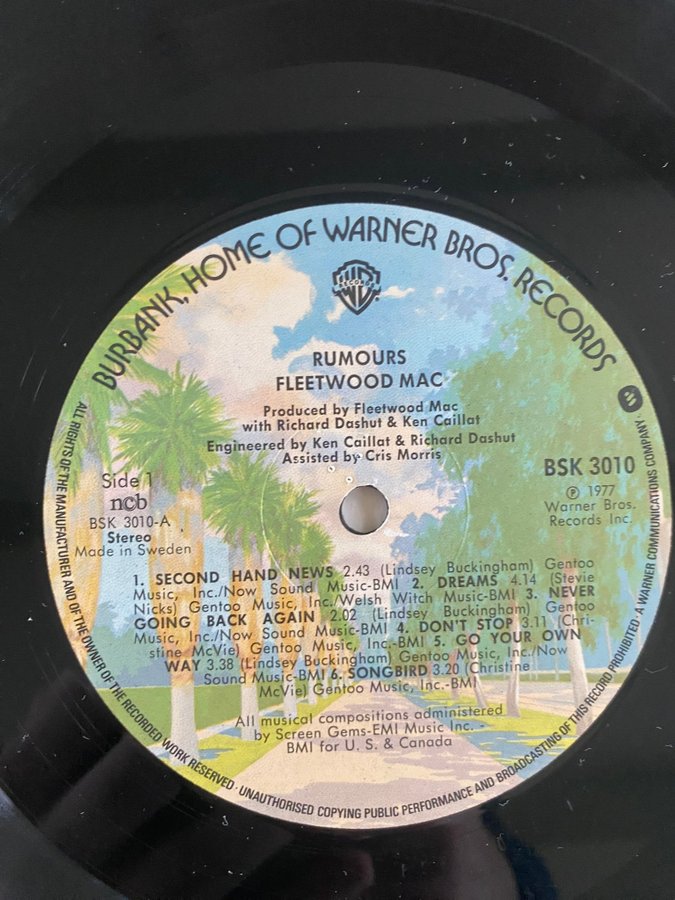 BURBANK, HOME OF WARNER BROS. RECORDS
RECORDS
RUMOURS
FLEETWOOD MAC
Produced by Fleetwood Mac
with Richard Dashut & Ken Caillat
Engineered by Ken Caillat & Richard Dashut
Assisted by Cris Morris
Side 1
ncb
BSK 3010-A
Stereo
Made in Sweden
BSK 3010
℗ 1977
Warner Bros.
Records Inc.
1. SECOND HAND NEWS 2.43 (Lindsey Buckingham) Gentoo
Music, Inc./Now Sound Music-BMI 2. DREAMS 4.14 (Stevie
Nicks) Gentoo Music, Inc./Welsh Witch Music-BMI 3. NEVER
GOING BACK AGAIN 2.02 (Lindsey Buckingham) Gentoo
Music, Inc./Now Sound Music-BMI 4. DON'T STOP 3.11 (Chri-
stine McVie) Gentoo Music, Inc.-BMI 5. GO YOUR OWN
WAY 3.38 (Lindsey Buckingham) Gentoo Music, Inc./Now
Sound Music-BMI 6. SONGBIRD 3.20 (Christine
McVie) Gentoo Music, Inc.-BMI
All musical compositions administered
by Screen Gems-EMI Music Inc.
BMI for U. S. & Canada
ALL RIGHTS OF THE MANUFACTURER AND OF THE OWNER OF THE RECORDED WORK RESERVED · UNAUTHORISED COPYING PUBLIC PERFORMANCE AND BROADCASTING OF THIS RECORD PROHIBITED · A WARNER COMMUNICATIONS COMPANY ·